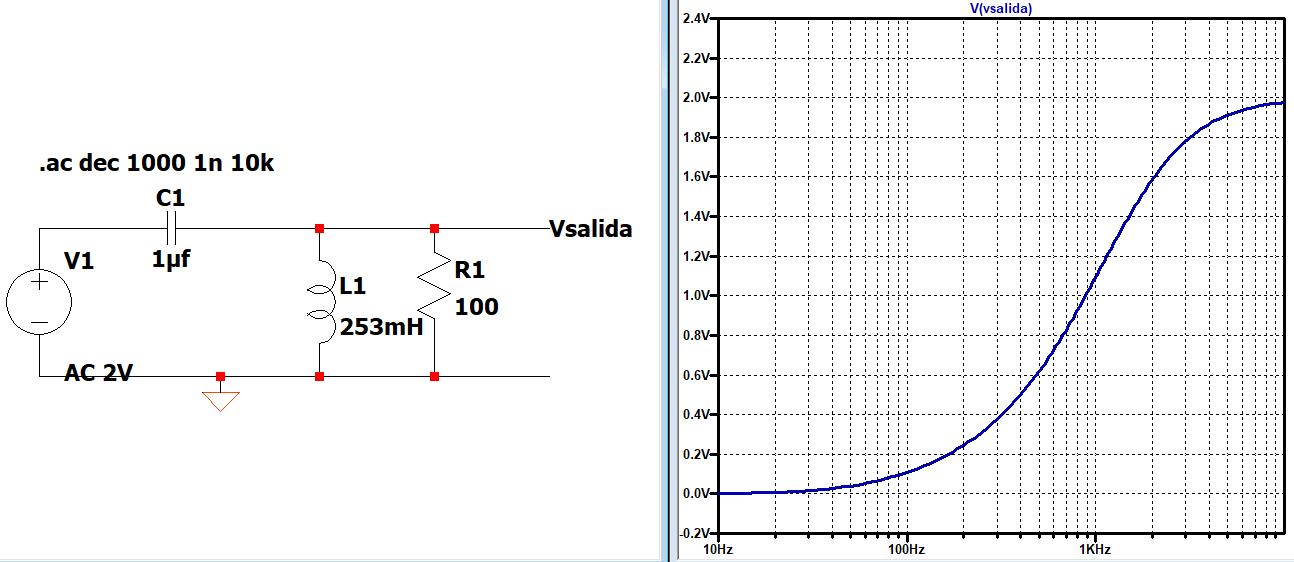 .ac dec 1000 1n 10k
C1
V1
1µf
Vsalida
L1
R1
253mH
100
AC 2V
V(vsalida)
2.4V
2.2V
2.0V
1.8V
1.6V
1.4V
1.2V
1.0V
0.8V
0.6V
0.4V
0.2V
0.0V
-0.2V
10Hz
100Hz
1KHz